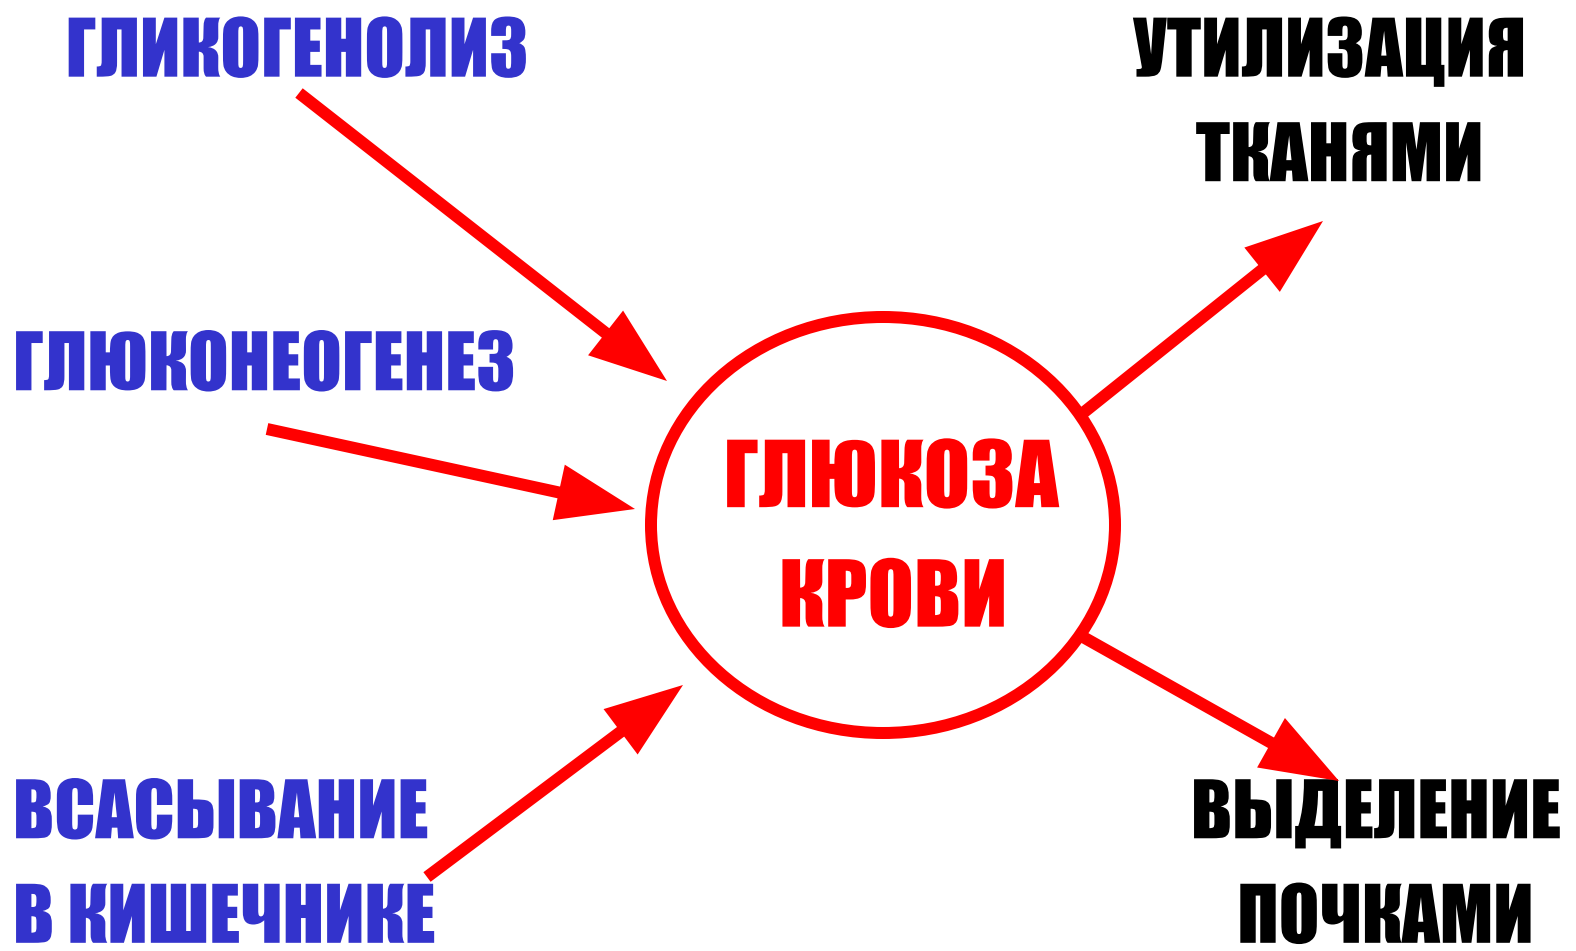 ГЛИКОГЕНОЛИЗ
ГЛЮКОНЕОГЕНЕЗ
ВСАСЫВАНИЕ
В КИШЕЧНИКЕ
ГЛЮКОЗА
КРОВИ
УТИЛИЗАЦИЯ
ТКАНЯМИ
ВЫДЕЛЕНИЕ
ПОЧКАМИ